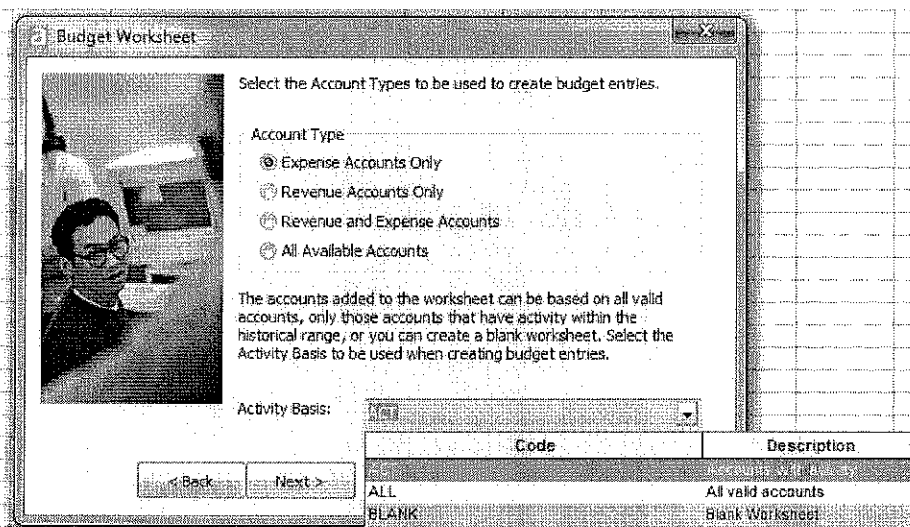 Budget Worksheet
Select the Account Types to be used to create budget entries.
Account Type
Expense Accounts Only
Revenue Accounts Only
Revenue and Expense Accounts
All Available Accounts
The accounts added to the worksheet can be based on all valid
accounts, only those accounts that have activity within the
historical range, or you can create a blank worksheet. Select the
Activity Basis to be used when creating budget entries.
Activity Basis:
Code Description
ALL All valid accounts
BLANK Blank Worksheet
< Back Next >